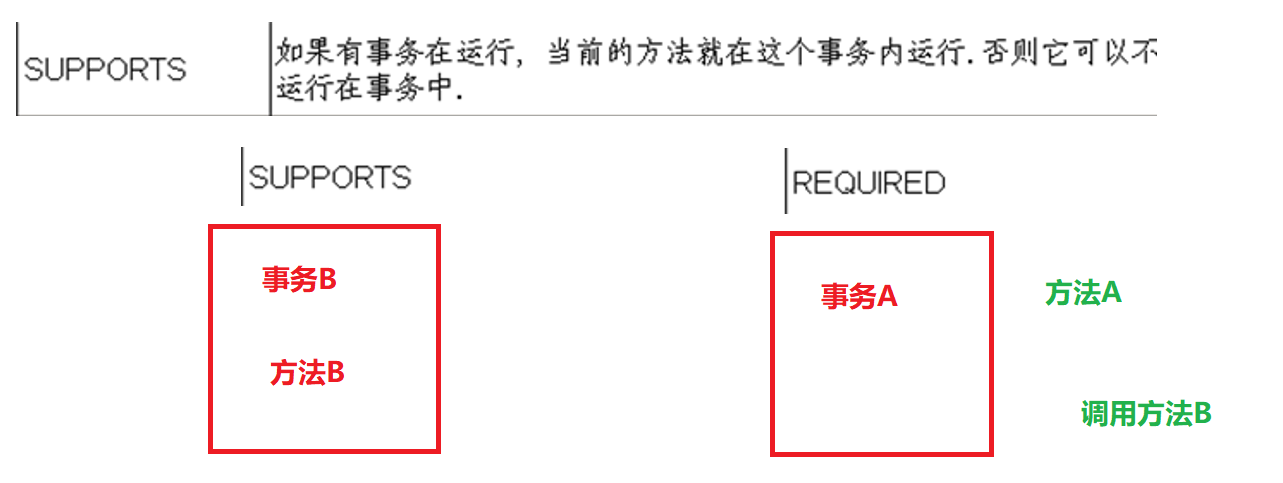 SUPPORTS
如果有事务在运行, 当前的方法就在这个事务内运行.否则它可以不
运行在事务中.
SUPPORTS
REQUIRED
事务B
事务A
方法A
方法B
调用方法B